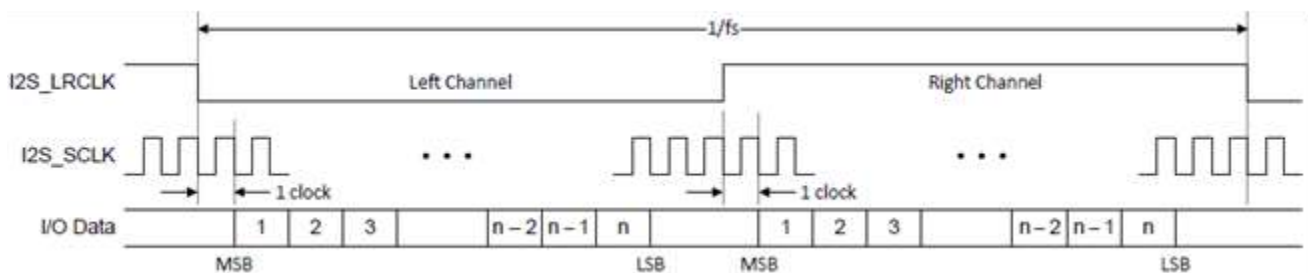 1/fs
I2S_LRCLK Left Channel Right Channel
I2S_SCLK • • • • • •
1 clock 1 clock
I/O Data 1 2 3 n – 2 n – 1 n 1 2 3 n – 2 n – 1 n
MSB LSB MSB LSB